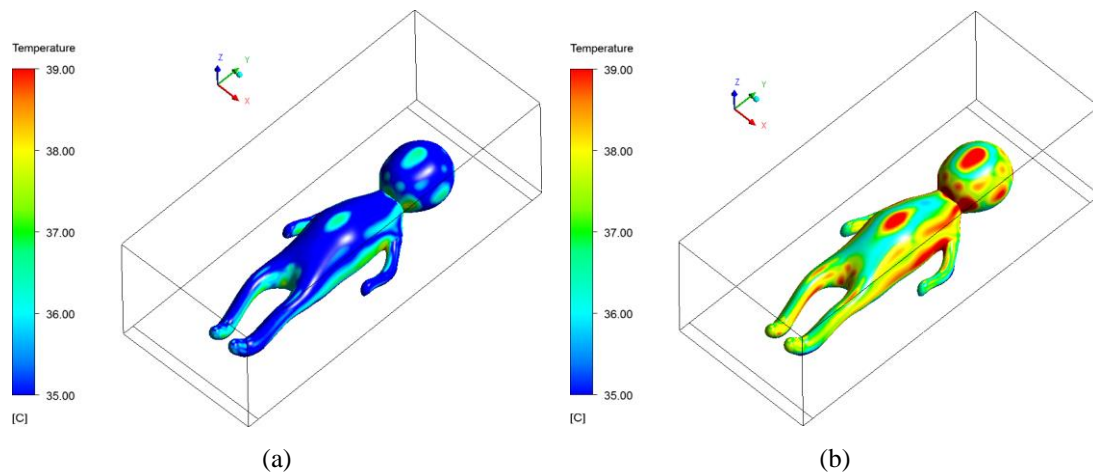 Temperature
39.00
38.00
37.00
36.00
35.00
[C]
Z
Y
X
(a)
Temperature
39.00
38.00
37.00
36.00
35.00
[C]
Z
Y
X
(b)